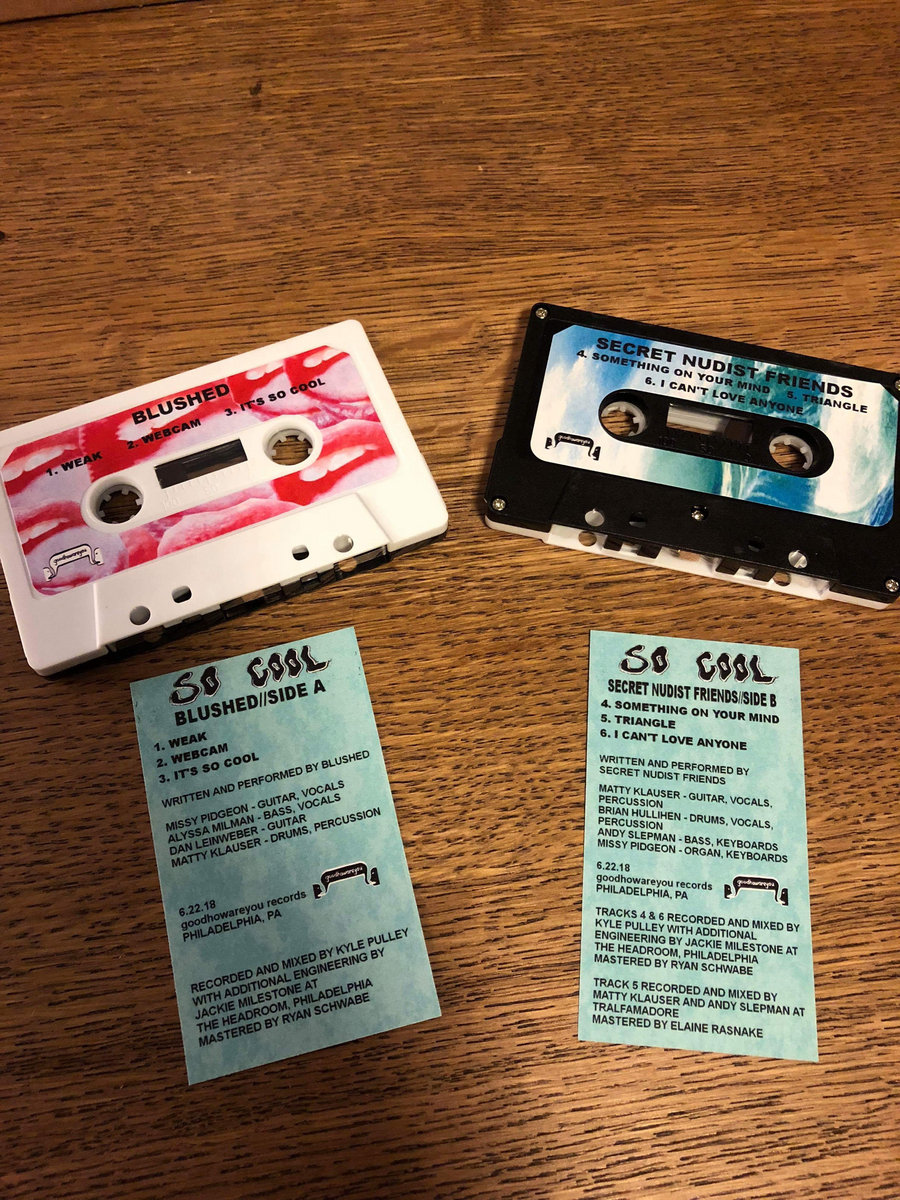 BLUSHED
1. WEAK 2. WEBCAM 3. IT'S SO COOL
goodhowareyou
SECRET NUDIST FRIENDS
4. SOMETHING ON YOUR MIND 5. TRIANGLE
6. I CAN'T LOVE ANYONE
goodhowareyou
SO COOL
BLUSHED//SIDE A
1. WEAK
2. WEBCAM
3. IT'S SO COOL
WRITTEN AND PERFORMED BY BLUSHED
MISSY PIDGEON - GUITAR, VOCALS
ALYSSA MILMAN - BASS, VOCALS
DAN LEINWEBER - GUITAR
MATTY KLAUSER - DRUMS, PERCUSSION
6.22.18
goodhowareyou records
PHILADELPHIA, PA
goodhowareyou
RECORDED AND MIXED BY KYLE PULLEY
WITH ADDITIONAL ENGINEERING BY
JACKIE MILESTONE AT
THE HEADROOM, PHILADELPHIA
MASTERED BY RYAN SCHWABE
SO COOL
SECRET NUDIST FRIENDS//SIDE B
4. SOMETHING ON YOUR MIND
5. TRIANGLE
6. I CAN'T LOVE ANYONE
WRITTEN AND PERFORMED BY
SECRET NUDIST FRIENDS
MATTY KLAUSER - GUITAR, VOCALS,
PERCUSSION
BRIAN HULLIHEN - DRUMS, VOCALS,
PERCUSSION
ANDY SLEPMAN - BASS, KEYBOARDS
MISSY PIDGEON - ORGAN, KEYBOARDS
6.22.18
goodhowareyou records
PHILADELPHIA, PA
goodhowareyou
TRACKS 4 & 6 RECORDED AND MIXED BY
KYLE PULLEY WITH ADDITIONAL
ENGINEERING BY JACKIE MILESTONE AT
THE HEADROOM, PHILADELPHIA
MASTERED BY RYAN SCHWABE
TRACK 5 RECORDED AND MIXED BY
MATTY KLAUSER AND ANDY SLEPMAN AT
TRALFAMADORE
MASTERED BY ELAINE RASNAKE